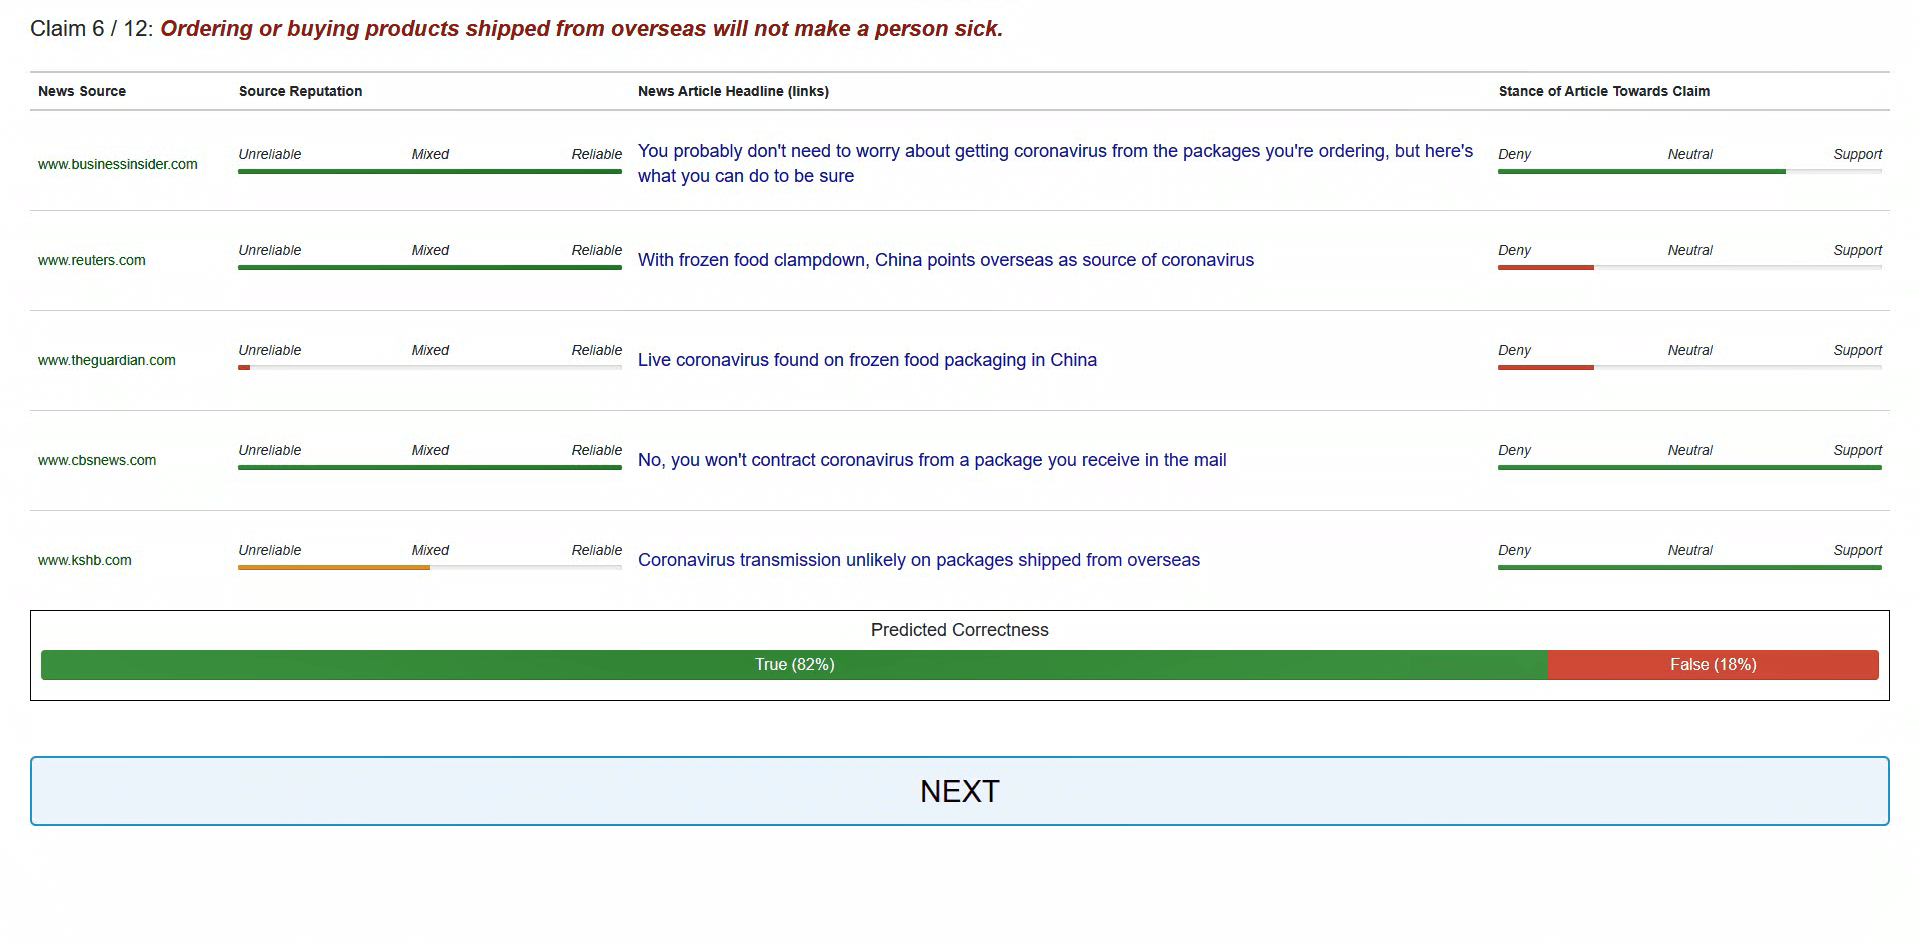 Claim 6 / 12: Ordering or buying products shipped from overseas will not make a person sick.
News Source Source Reputation News Article Headline (links) Stance of Article Towards Claim
www.businessinsider.com Unreliable Mixed Reliable You probably don't need to worry about getting coronavirus from the packages you're ordering, but here's Deny Neutral Support
what you can do to be sure
www.reuters.com Unreliable Mixed Reliable With frozen food clampdown, China points overseas as source of coronavirus Deny Neutral Support
www.theguardian.com Unreliable Mixed Reliable Live coronavirus found on frozen food packaging in China Deny Neutral Support
www.cbsnews.com Unreliable Mixed Reliable No, you won't contract coronavirus from a package you receive in the mail Deny Neutral Support
www.kshb.com Unreliable Mixed Reliable Coronavirus transmission unlikely on packages shipped from overseas Deny Neutral Support
Predicted Correctness
True (82%) False (18%)
NEXT